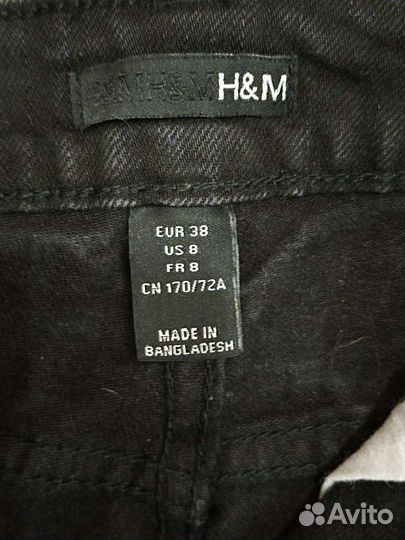 H&M H&M
EUR 38
US 8
FR 8
CN 170/72A
MADE IN
BANGLADESH
Avito